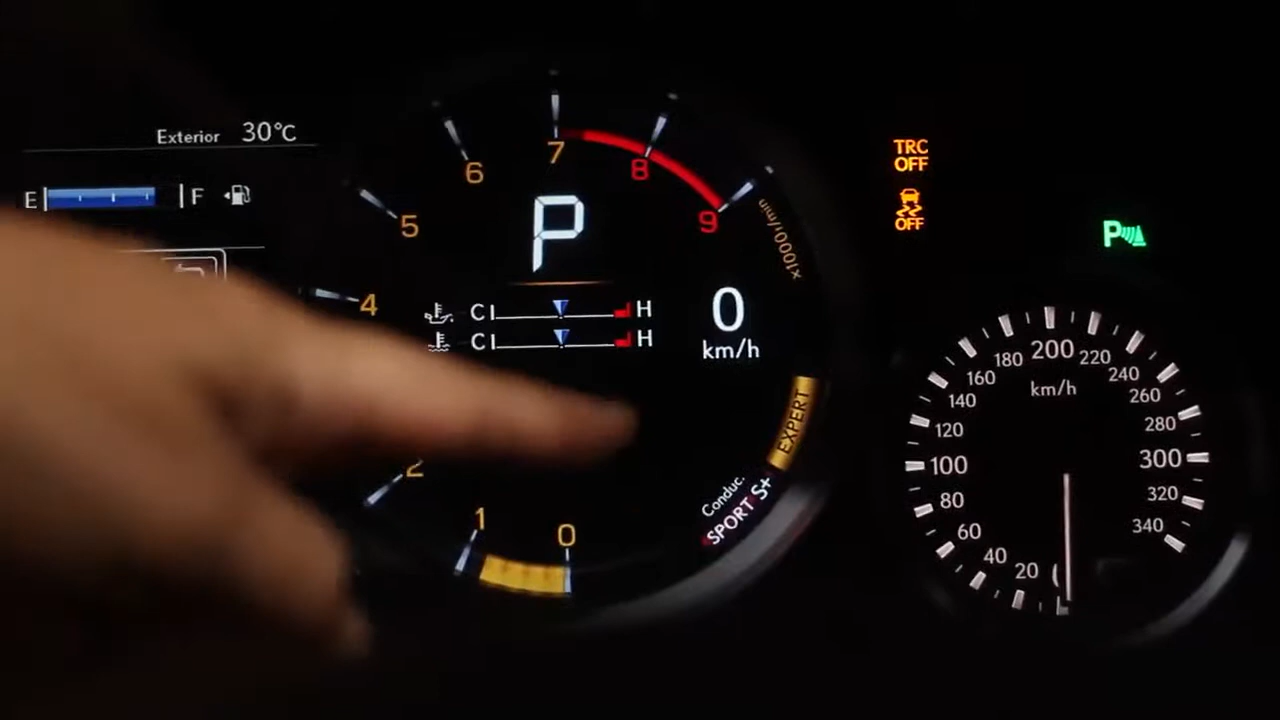 Exterior 30°C
E F
6 7 8 9
5
4
2
1 0
x1000r/min
P
C H
C H
0
km/h
EXPERT
Conduc.
SPORT S+
TRC
OFF
OFF
P
180 200 220
160 240
140 260
120 280
100 300
80 320
60 340
40
20
0
km/h